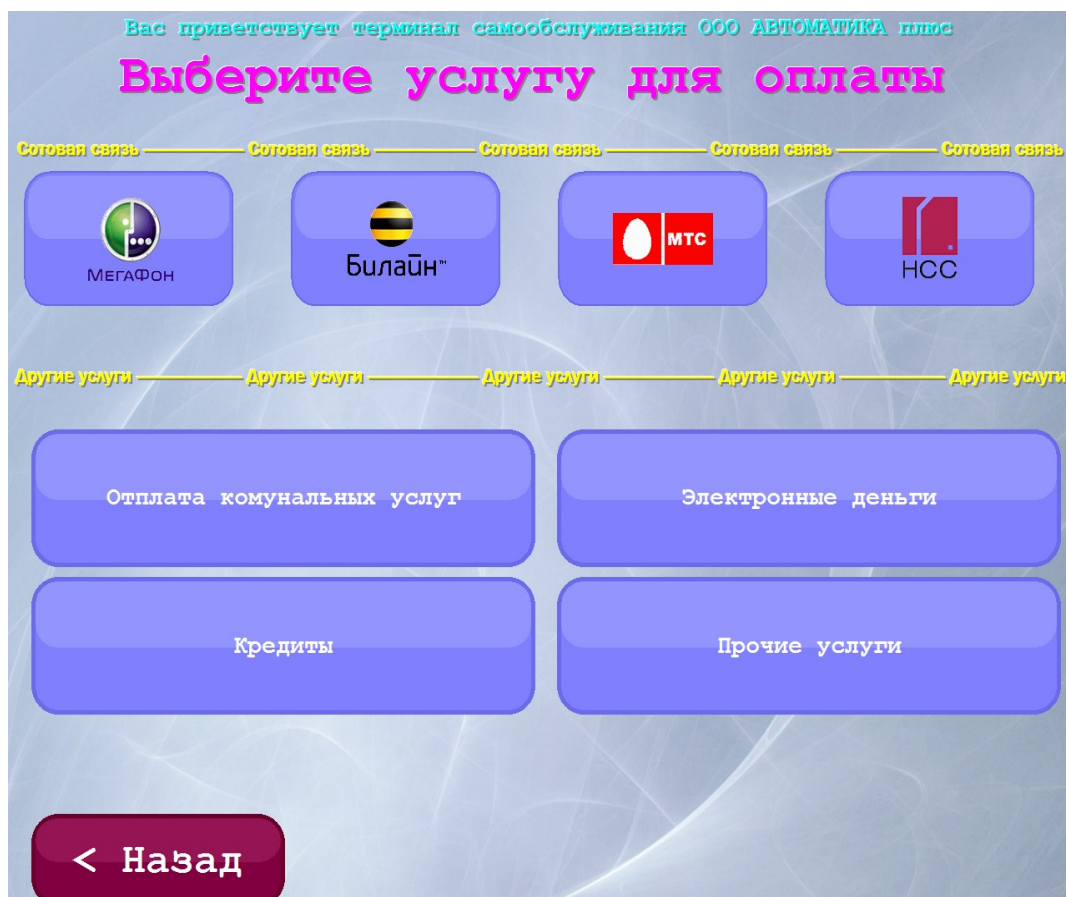 Вас приветствует терминал самообслуживания ООО АВТОМАТИКА плюс
Выберите услугу для оплаты
Сотовая связь Сотовая связь Сотовая связь Сотовая связь Сотовая связь
МЕГАФОН Билайн™ МТС НСС
Другие услуги Другие услуги Другие услуги Другие услуги Другие услуги
Отплата комунальных услуг Электронные деньги
Кредиты Прочие услуги
< Назад